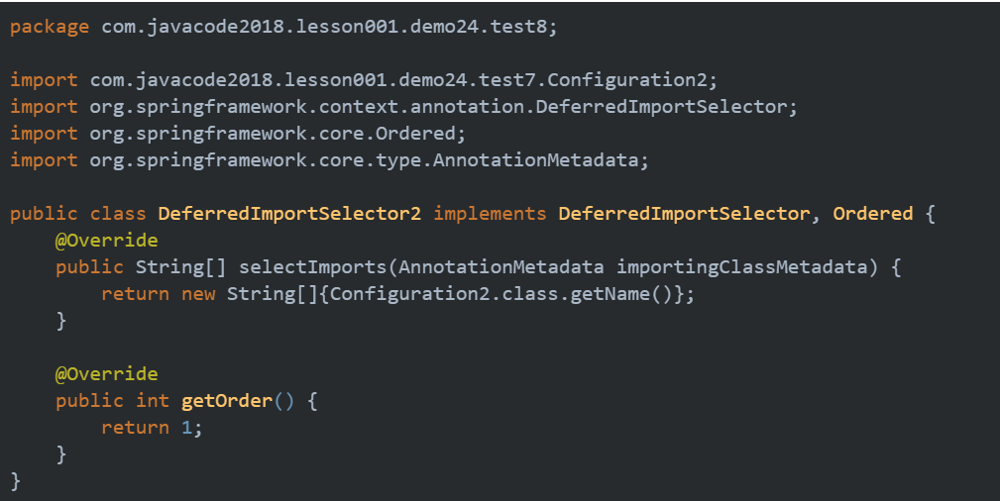 package com.javacode2018.lesson001.demo24.test8;

import com.javacode2018.lesson001.demo24.test7.Configuration2;
import org.springframework.context.annotation.DeferredImportSelector;
import org.springframework.core.Ordered;
import org.springframework.core.type.AnnotationMetadata;

public class DeferredImportSelector2 implements DeferredImportSelector, Ordered {
    @Override
    public String[] selectImports(AnnotationMetadata importingClassMetadata) {
        return new String[]{Configuration2.class.getName()};
    }

    @Override
    public int getOrder() {
        return 1;
    }
}